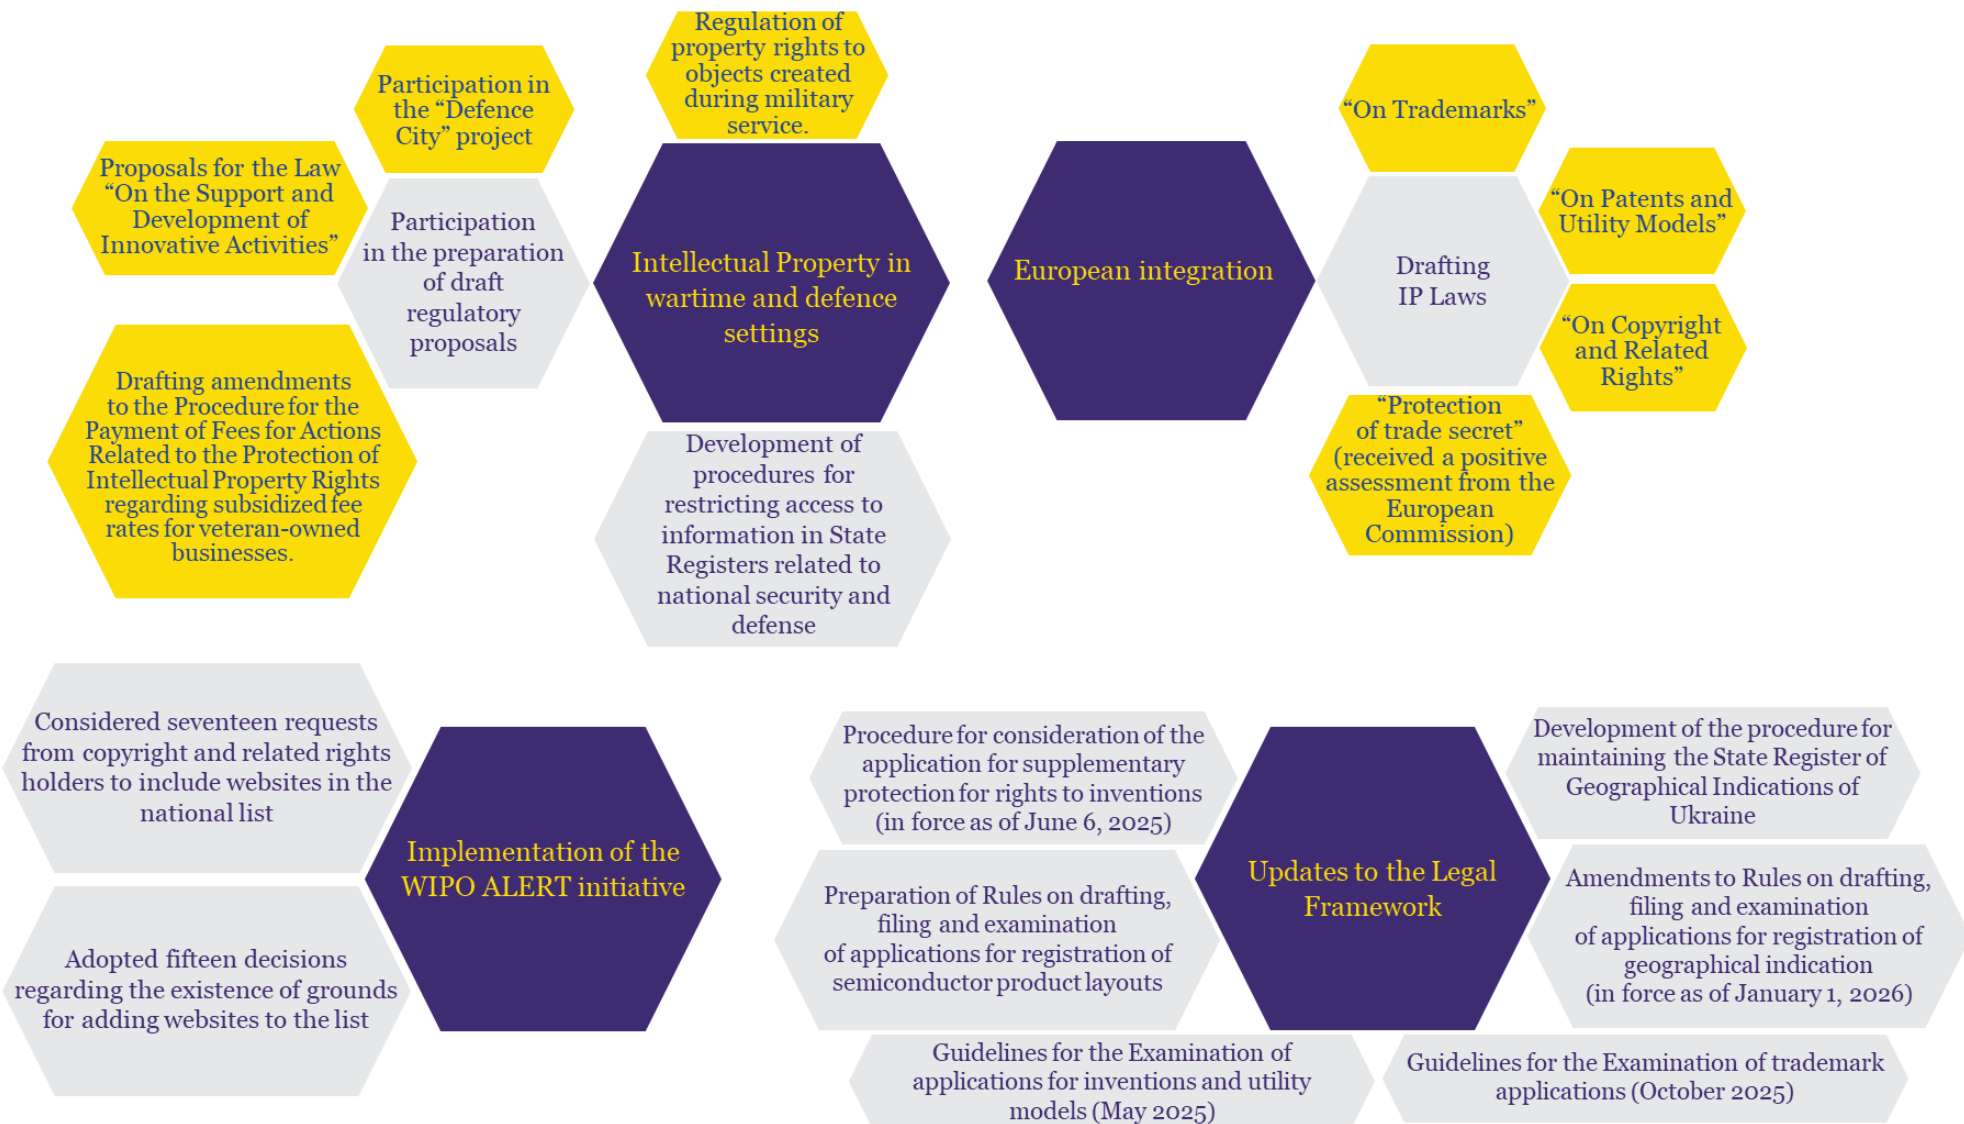 Regulation of
property rights to
objects created
during military
service.
Participation in
the “Defence
City” project
Proposals for the Law
“On the Support and
Development of
Innovative Activities”
Participation
in the preparation
of draft
regulatory
proposals
Drafting amendments
to the Procedure for the
Payment of Fees for Actions
Related to the Protection of
Intellectual Property Rights
regarding subsidized fee
rates for veteran-owned
businesses.
Intellectual Property in
wartime and defence
settings
Development of
procedures for
restricting access to
information in State
Registers related to
national security and
defense
European integration
Drafting
IP Laws
“On Trademarks”
“On Patents and
Utility Models”
“On Copyright
and Related
Rights”
“Protection
of trade secret”
(received a positive
assessment from the
European
Commission)
Considered seventeen requests
from copyright and related rights
holders to include websites in the
national list
Adopted fifteen decisions
regarding the existence of grounds
for adding websites to the list
Implementation of the
WIPO ALERT initiative
Procedure for consideration of the
application for supplementary
protection for rights to inventions
(in force as of June 6, 2025)
Preparation of Rules on drafting,
filing and examination
of applications for registration of
semiconductor product layouts
Guidelines for the Examination of
applications for inventions and utility
models (May 2025)
Updates to the Legal
Framework
Development of the procedure for
maintaining the State Register of
Geographical Indications of
Ukraine
Amendments to Rules on drafting,
filing and examination
of applications for registration of
geographical indication
(in force as of January 1, 2026)
Guidelines for the Examination of trademark
applications (October 2025)